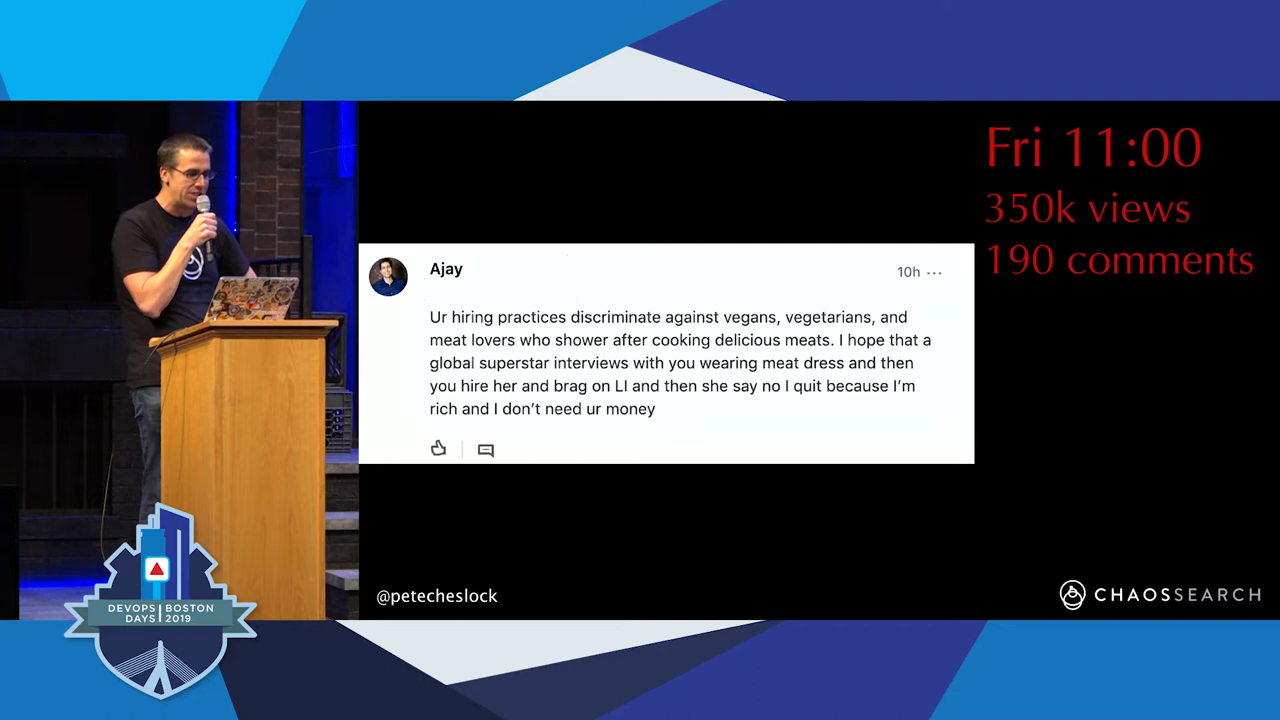 Fri 11:00
350k views
190 comments
Ajay
10h ···
Ur hiring practices discriminate against vegans, vegetarians, and
meat lovers who shower after cooking delicious meats. I hope that a
global superstar interviews with you wearing meat dress and then
you hire her and brag on LI and then she say no I quit because I'm
rich and I don't need ur money
@petecheslock
CHAOSSEARCH
DEVOPS BOSTON
DAYS 2019